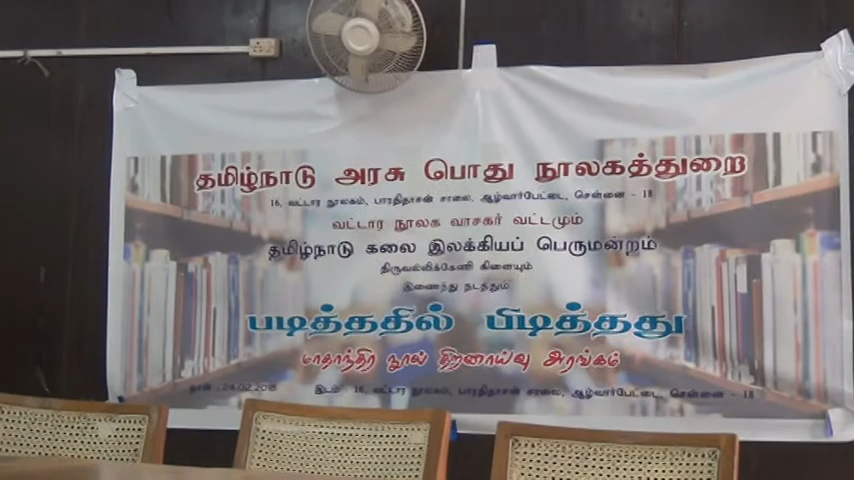 தமிழ்நாடு அரசு பொது நூலகத்துறை
16, வட்டார நூலகம், பாரதிதாசன் சாலை, ஆழ்வார்பேட்டை, சென்னை - 18.
வட்டார நூலக வாசகர் வட்டமும்
தமிழ்நாடு கலை இலக்கியப் பெருமன்றம்
திருவல்லிக்கேணி கிளையும்
இணைந்து நடத்தும்
படித்ததில் பிடித்தது
மாதாந்திர நூல் திறனாய்வு அரங்கம்
நாள் : 24.02.2018 இடம் : 16, வட்டார நூலகம், பாரதிதாசன் சாலை, ஆழ்வார்பேட்டை, சென்னை - 18